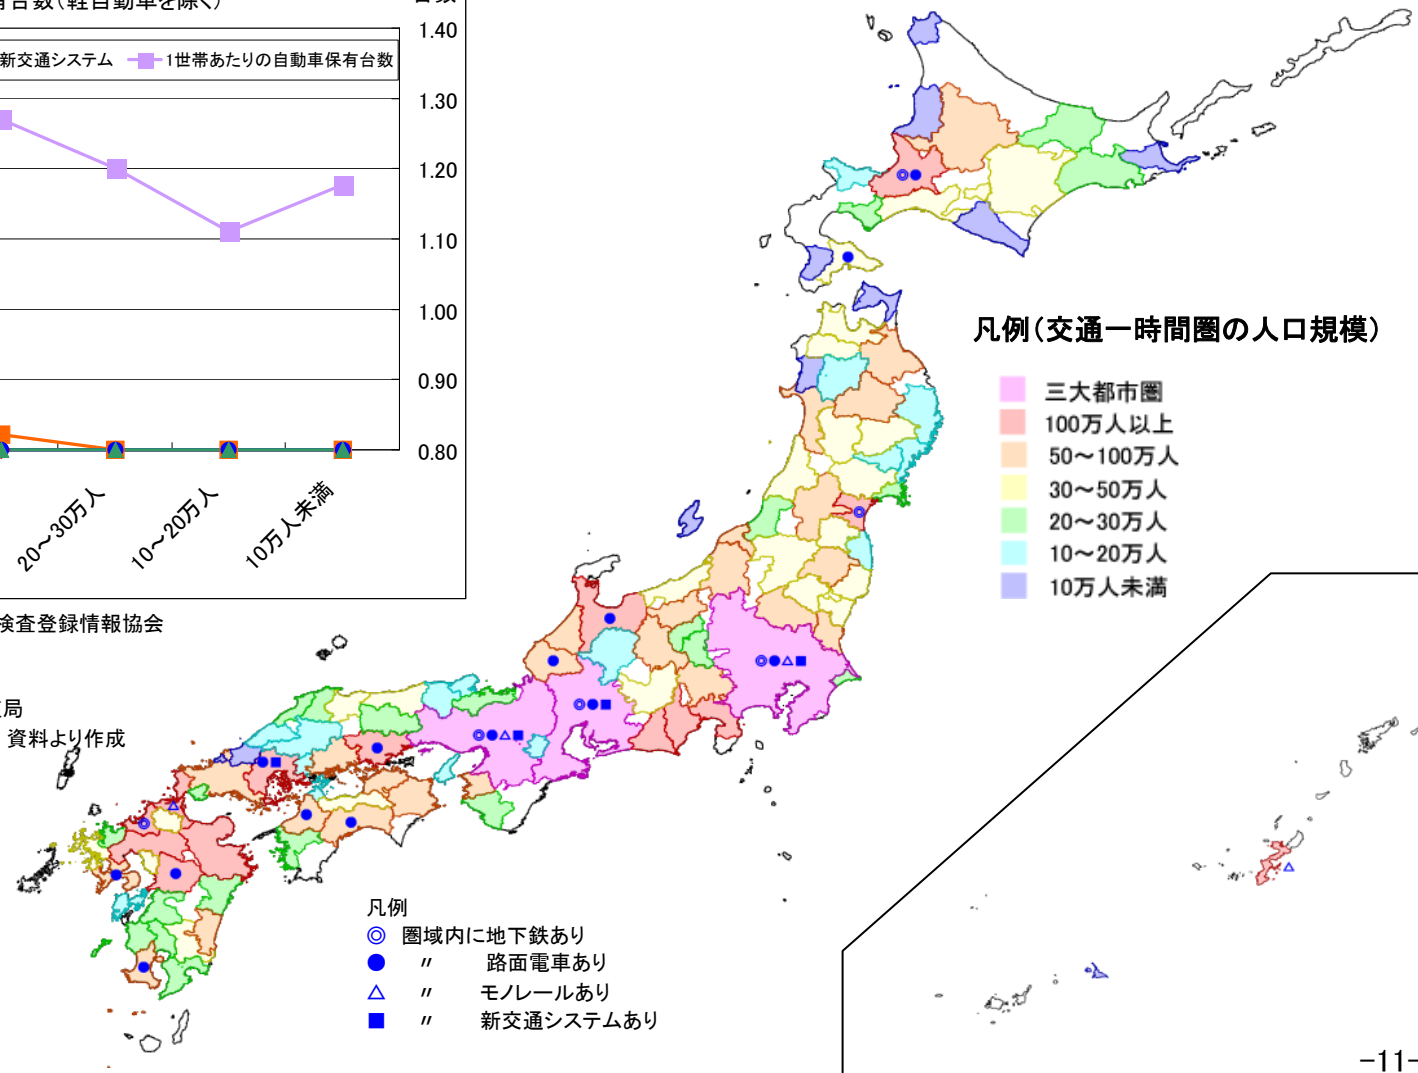 有台数(軽自動車を除く)
台数
新交通システム 1世帯あたりの自動車保有台数
1.40
1.30
1.20
1.10
1.00
0.90
0.80
20～30万人
10～20万人
10万人未満
検査登録情報協会
局
資料より作成
凡例(交通一時間圏の人口規模)
三大都市圏
100万人以上
50～100万人
30～50万人
20～30万人
10～20万人
10万人未満
凡例
◎ 圏域内に地下鉄あり
● 〃 路面電車あり
△ 〃 モノレールあり
■ 〃 新交通システムあり
-11-